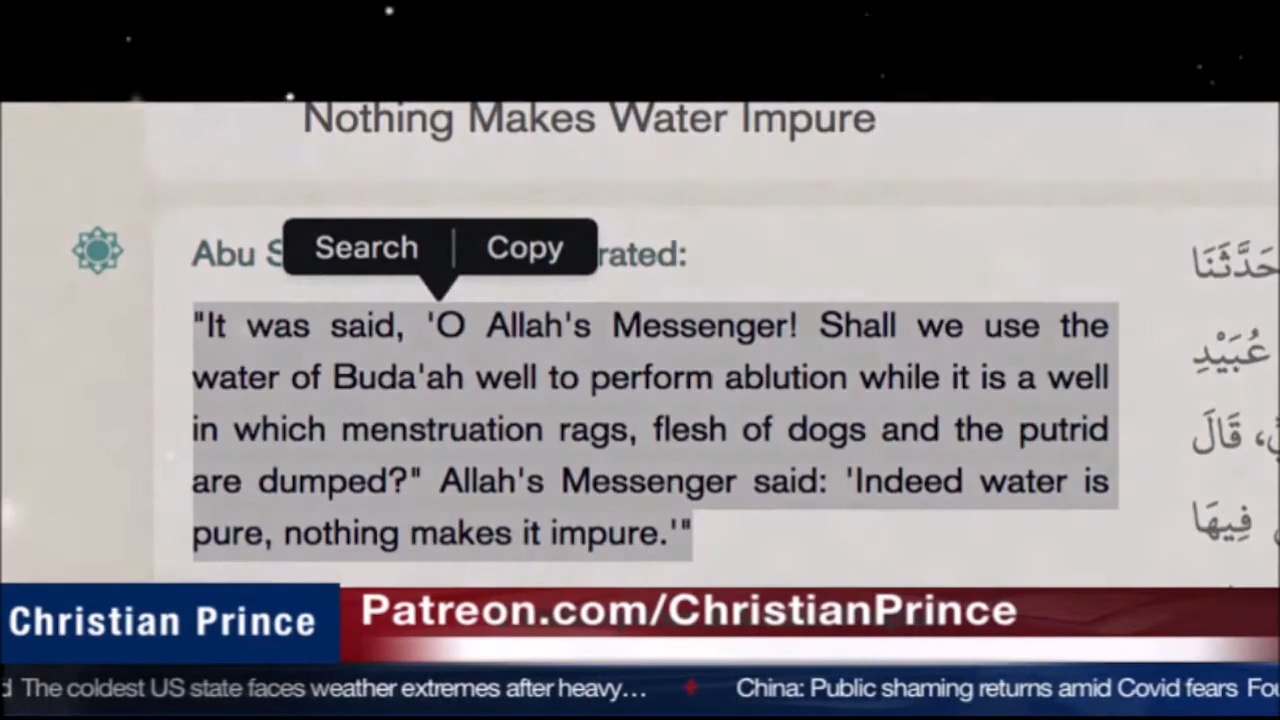 Nothing Makes Water Impure
Search | Copy
Abu S rated:
"It was said, 'O Allah's Messenger! Shall we use the
water of Buda'ah well to perform ablution while it is a well
in which menstruation rags, flesh of dogs and the putrid
are dumped?" Allah's Messenger said: 'Indeed water is
pure, nothing makes it impure.'"
حَدَّثَنَا
عُبَيْدِ
قَالَ
فِيهَا
Christian Prince
Patreon.com/ChristianPrince
The coldest US state faces weather extremes after heavy… China: Public shaming returns amid Covid fears